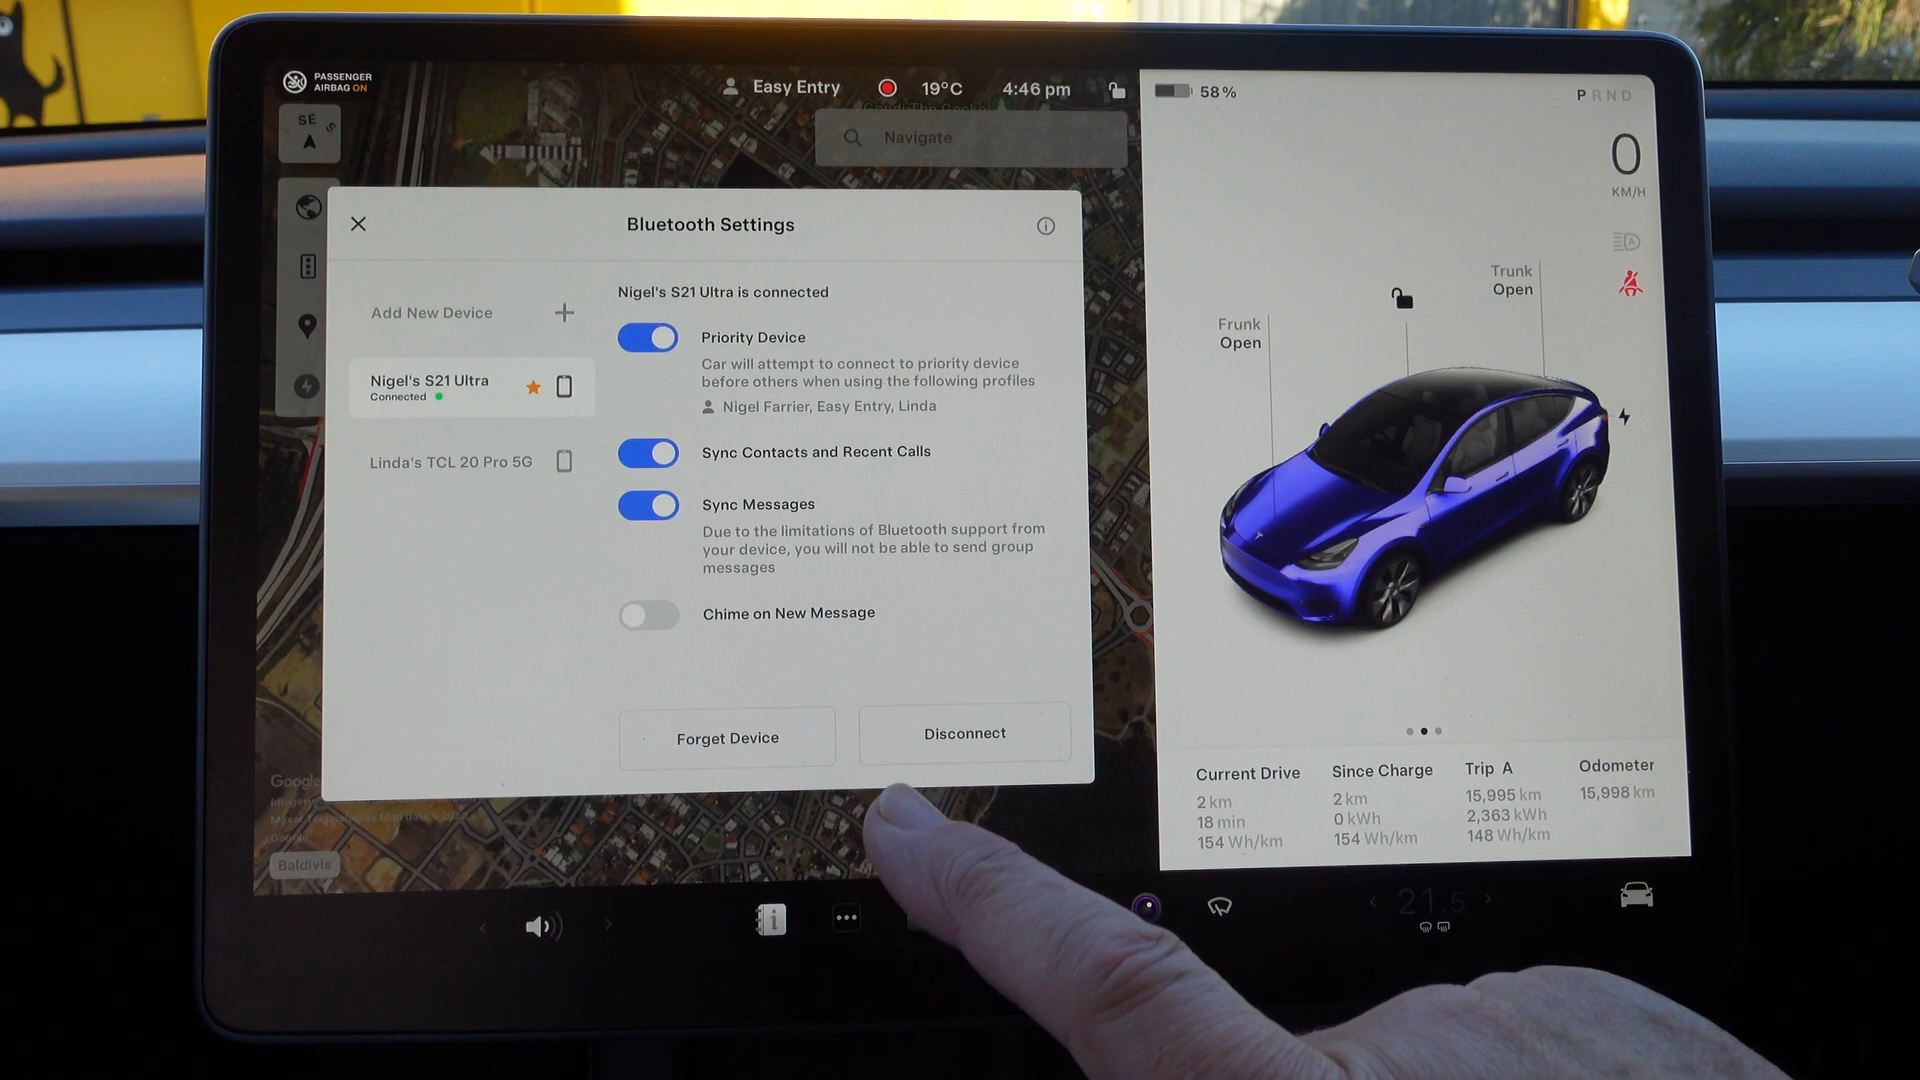 PASSENGER
AIRBAG ON
Easy Entry
19°C
4:46 pm
SE
Navigate
Bluetooth Settings
Add New Device
Nigel's S21 Ultra
Connected
Linda's TCL 20 Pro 5G
Nigel's S21 Ultra is connected
Priority Device
Car will attempt to connect to priority device
before others when using the following profiles
Nigel Farrier, Easy Entry, Linda
Sync Contacts and Recent Calls
Sync Messages
Due to the limitations of Bluetooth support from
your device, you will not be able to send group
messages
Chime on New Message
Forget Device
Disconnect
Google
Google
Baldivis
58%
P R N D
0
KM/H
Trunk
Open
Frunk
Open
Current Drive
2 km
18 min
154 Wh/km
Since Charge
2 km
0 kWh
154 Wh/km
Trip A
15,995 km
2,363 kWh
148 Wh/km
Odometer
15,998 km
21.5